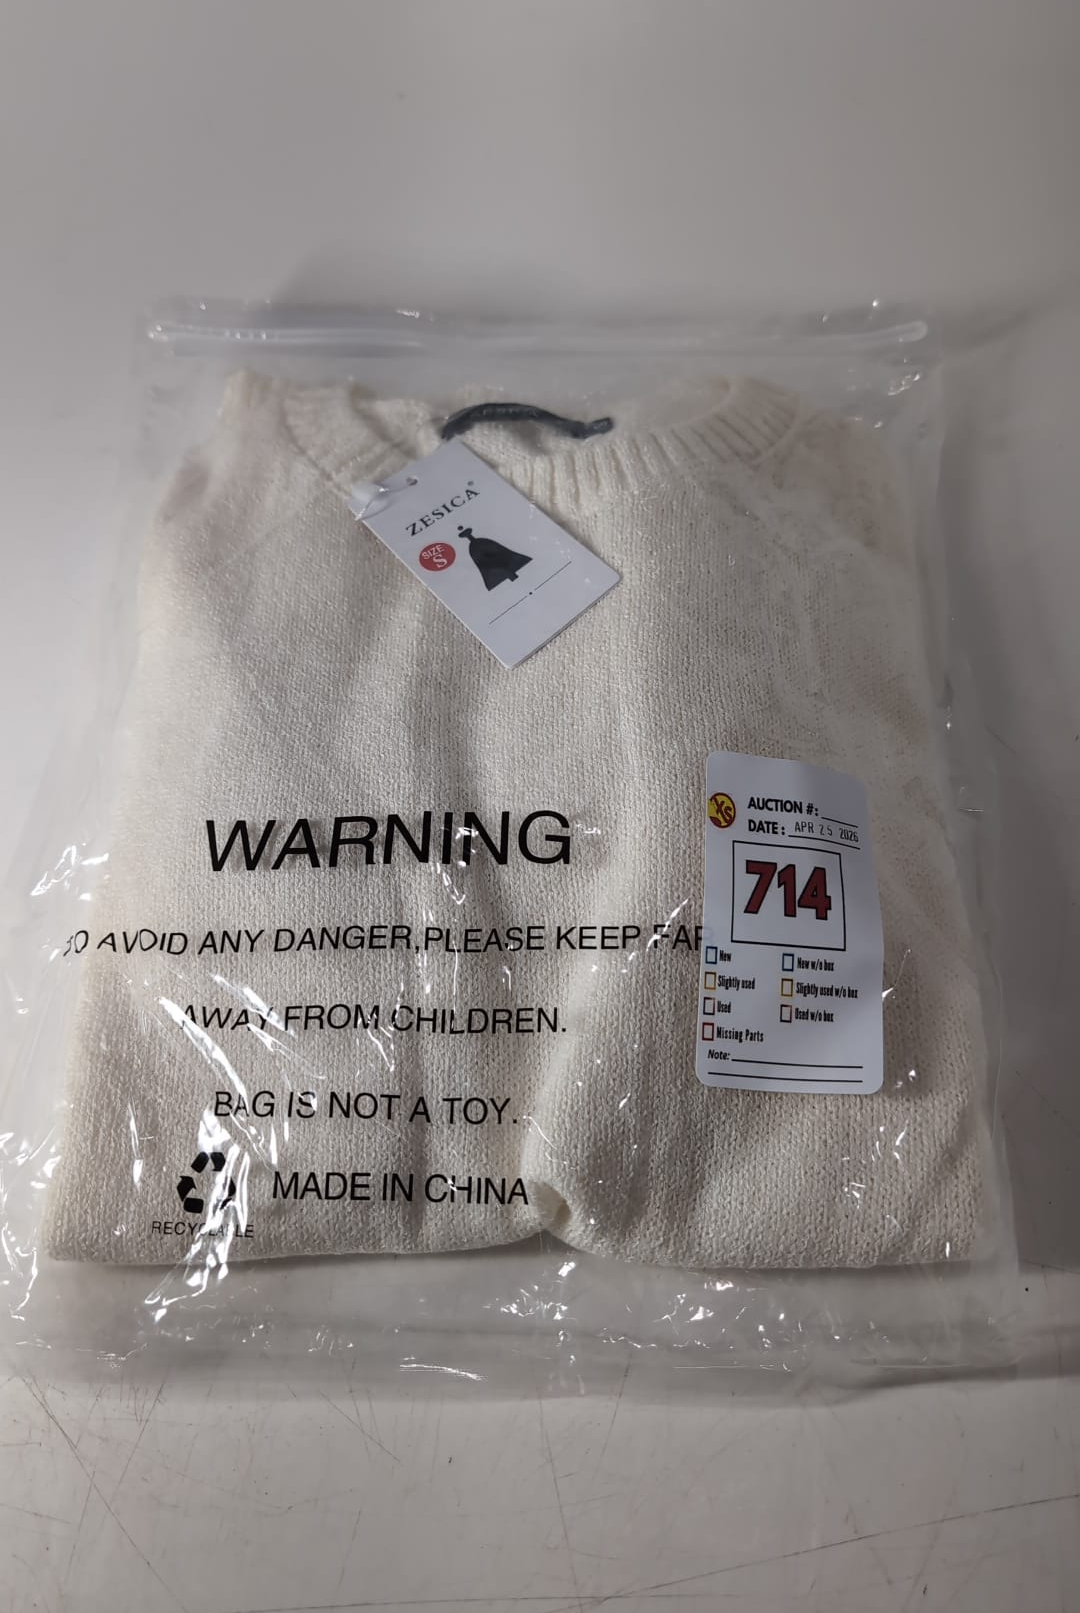 ZESICA®
SIZE
S
AUCTION #:
DATE: APR 25 2026
714
New
New w/o box
Slightly used
Slightly used w/o box
Used
Used w/o box
Missing Parts
Note:
WARNING
TO AVOID ANY DANGER,PLEASE KEEP FAR
AWAY FROM CHILDREN.
BAG IS NOT A TOY.
MADE IN CHINA
RECYCLABLE